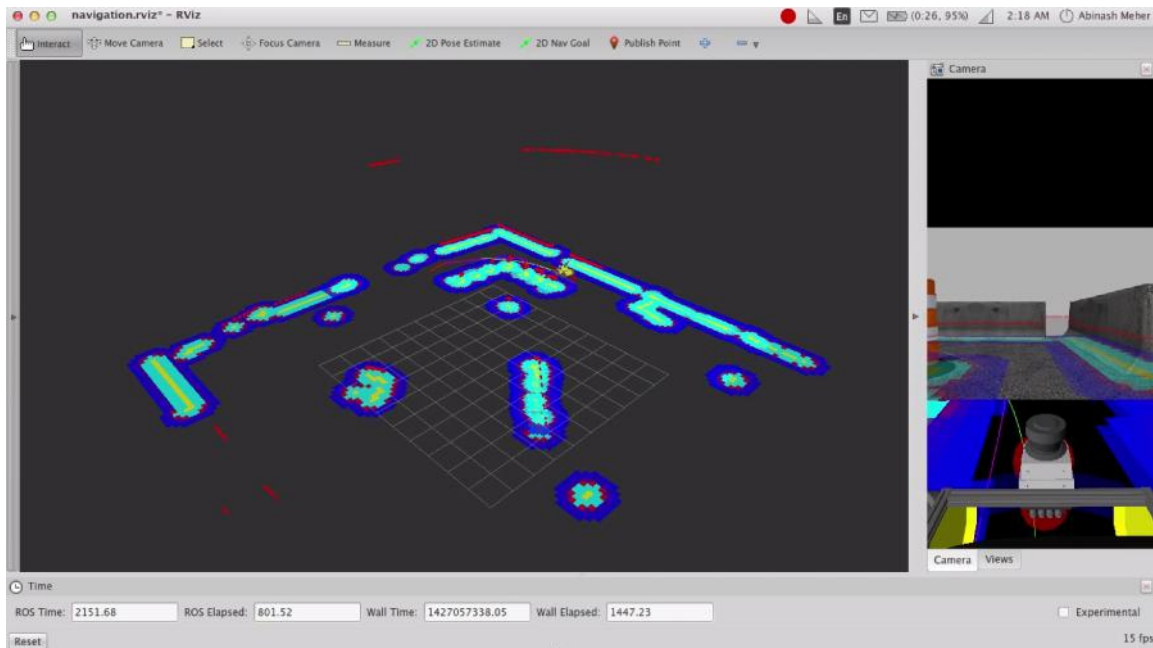 navigation.rviz* - RViz
En (0:26, 95%) 2:18 AM Abinash Meher
Interact Move Camera Select Focus Camera Measure 2D Pose Estimate 2D Nav Goal Publish Point
Camera
Camera Views
Time
ROS Time: 2151.68 ROS Elapsed: 801.52 Wall Time: 1427057338.05 Wall Elapsed: 1447.23 Experimental
Reset 15 fps